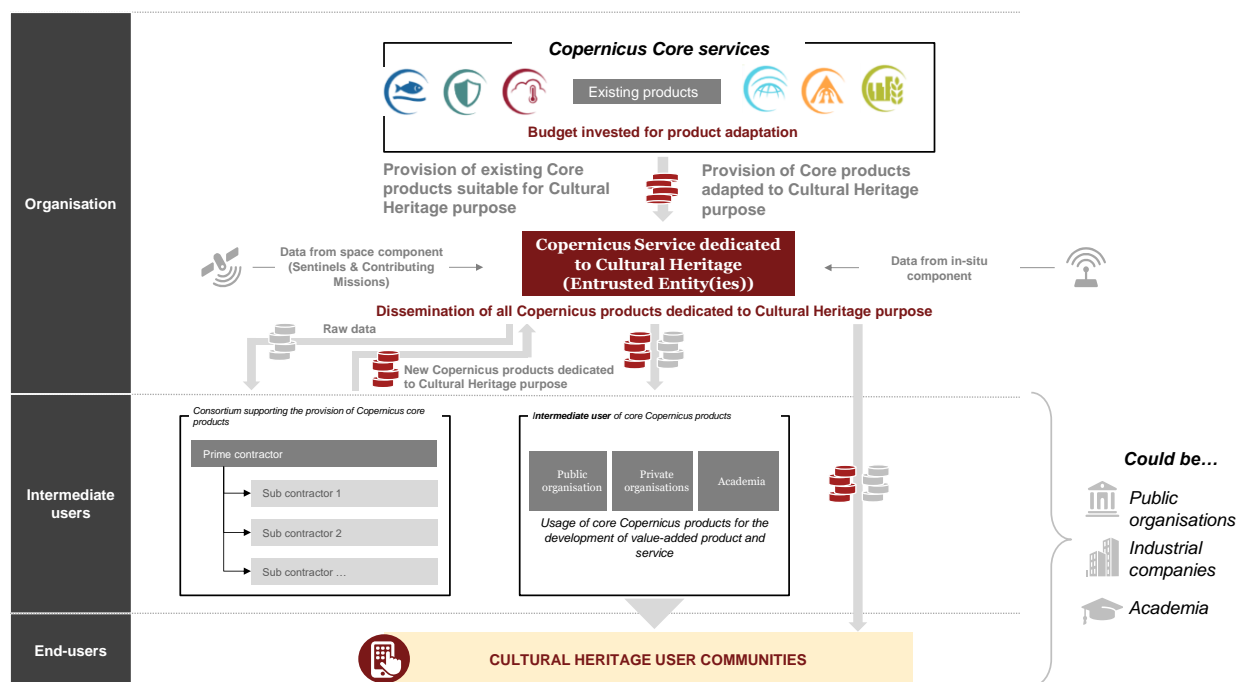 Copernicus Core services
Existing products
Budget invested for product adaptation
Organisation
Provision of existing Core
products suitable for Cultural
Heritage purpose
Provision of Core products
adapted to Cultural Heritage
purpose
Data from space component
(Sentinels & Contributing
Missions)
Copernicus Service dedicated
to Cultural Heritage
(Entrusted Entity(ies))
Data from in-situ
component
Dissemination of all Copernicus products dedicated to Cultural Heritage purpose
Raw data
New Copernicus products dedicated
to Cultural Heritage purpose
Intermediate
users
Consortium supporting the provision of Copernicus core
products
Prime contractor
Sub contractor 1
Sub contractor 2
Sub contractor …
Intermediate user of core Copernicus products
Public
organisation
Private
organisations
Academia
Usage of core Copernicus products for the
development of value-added product and
service
Could be…
Public
organisations
Industrial
companies
Academia
End-users
CULTURAL HERITAGE USER COMMUNITIES